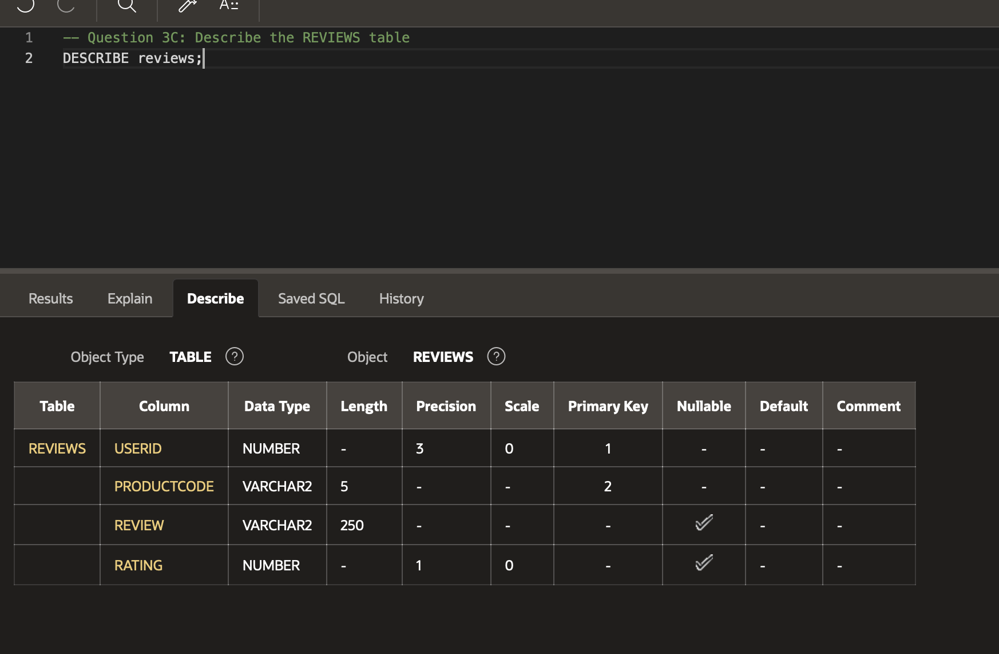 1 -- Question 3C: Describe the REVIEWS table
2 DESCRIBE reviews;
Results Explain Describe Saved SQL History
Object Type TABLE ? Object REVIEWS ?
Table Column Data Type Length Precision Scale Primary Key Nullable Default Comment
REVIEWS USERID NUMBER - 3 0 1 - - -
PRODUCTCODE VARCHAR2 5 - - 2 - - -
REVIEW VARCHAR2 250 - - - - -
RATING NUMBER - 1 0 - - -